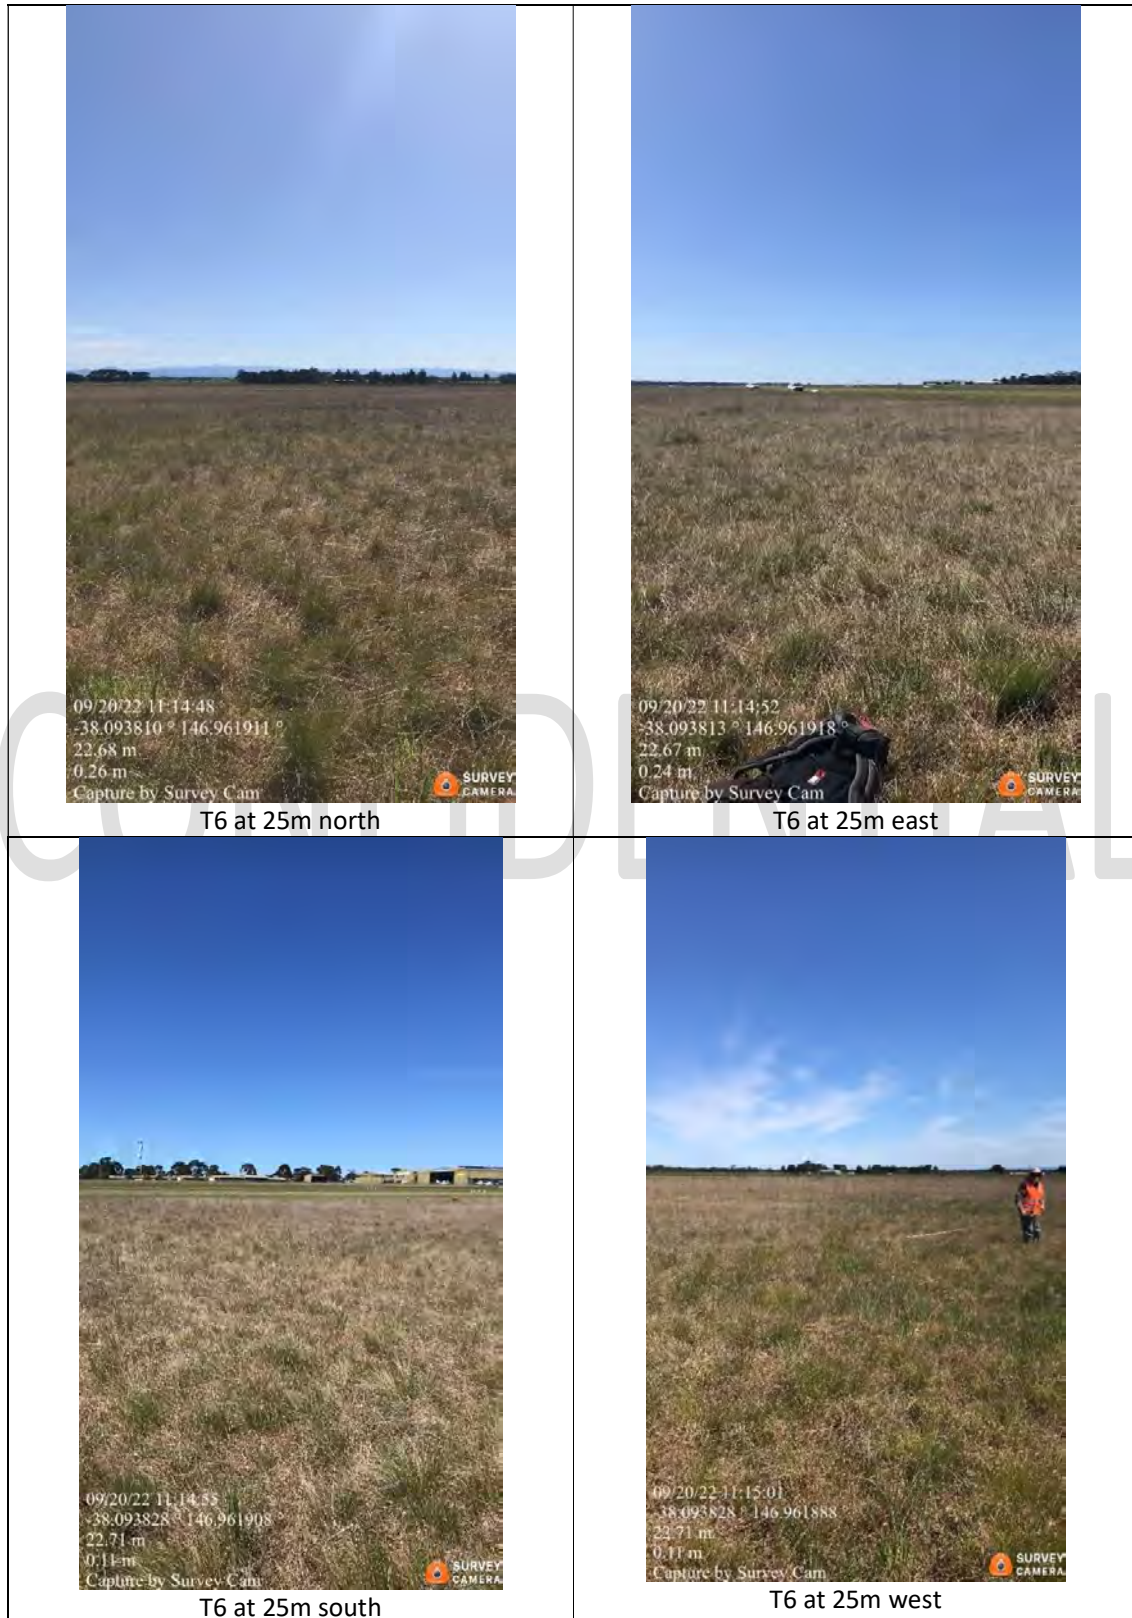 09/20/22 11:14:48
-38.093810 ° 146.961911 °
22.68 m
0.26 m
Capture by Survey Cam
SURVEY
CAMERA
T6 at 25m north
09/20/22 11:14:52
-38.093813 ° 146.961918 °
22.67 m
0.24 m
Capture by Survey Cam
SURVEY
CAMERA
T6 at 25m east
CONFIDENTIAL
09/20/22 11:14:55
-38.093828 ° 146.961908 °
22.71 m
0.11 m
Capture by Survey Cam
SURVEY
CAMERA
T6 at 25m south
09/20/22 11:15:01
-38.093828 ° 146.961888
22.71 m
0.11 m
Capture by Survey Cam
SURVEY
CAMERA
T6 at 25m west